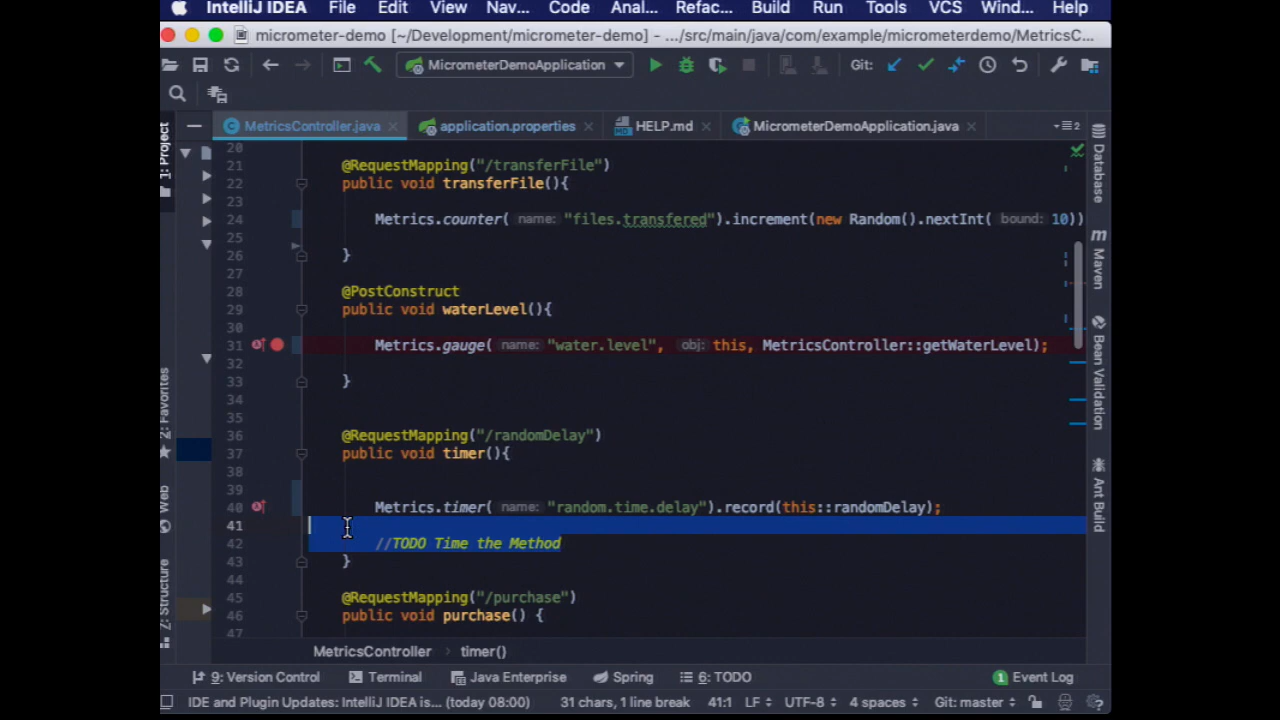 IntelliJ IDEA File Edit View Nav... Code Anal... Refac... Build Run Tools VCS Wind... Help
micrometer-demo [~/Development/micrometer-demo] - .../src/main/java/com/example/micrometerdemo/MetricsC...
MicrometerDemoApplication Git:
MetricsController.java application.properties HELP.md MicrometerDemoApplication.java 2
1: Project
Z: Favorites
Web
Z: Structure
20
21 @RequestMapping("/transferFile")
22 public void transferFile(){
23
24 Metrics.counter( name: "files.transfered").increment(new Random().nextInt( bound: 10))
25
26 }
27
28 @PostConstruct
29 public void waterLevel(){
30
31 Metrics.gauge( name: "water.level", obj: this, MetricsController::getWaterLevel);
32
33 }
34
35
36 @RequestMapping("/randomDelay")
37 public void timer(){
38
39
40 Metrics.timer( name: "random.time.delay").record(this::randomDelay);
41
42 //TODO Time the Method
43 }
44
45 @RequestMapping("/purchase")
46 public void purchase() {
47
Database
Maven
Bean Validation
Ant Build
MetricsController timer()
9: Version Control Terminal Java Enterprise Spring 6: TODO 1 Event Log
IDE and Plugin Updates: IntelliJ IDEA is... (today 08:00) 31 chars, 1 line break 41:1 LF UTF-8 4 spaces Git: master